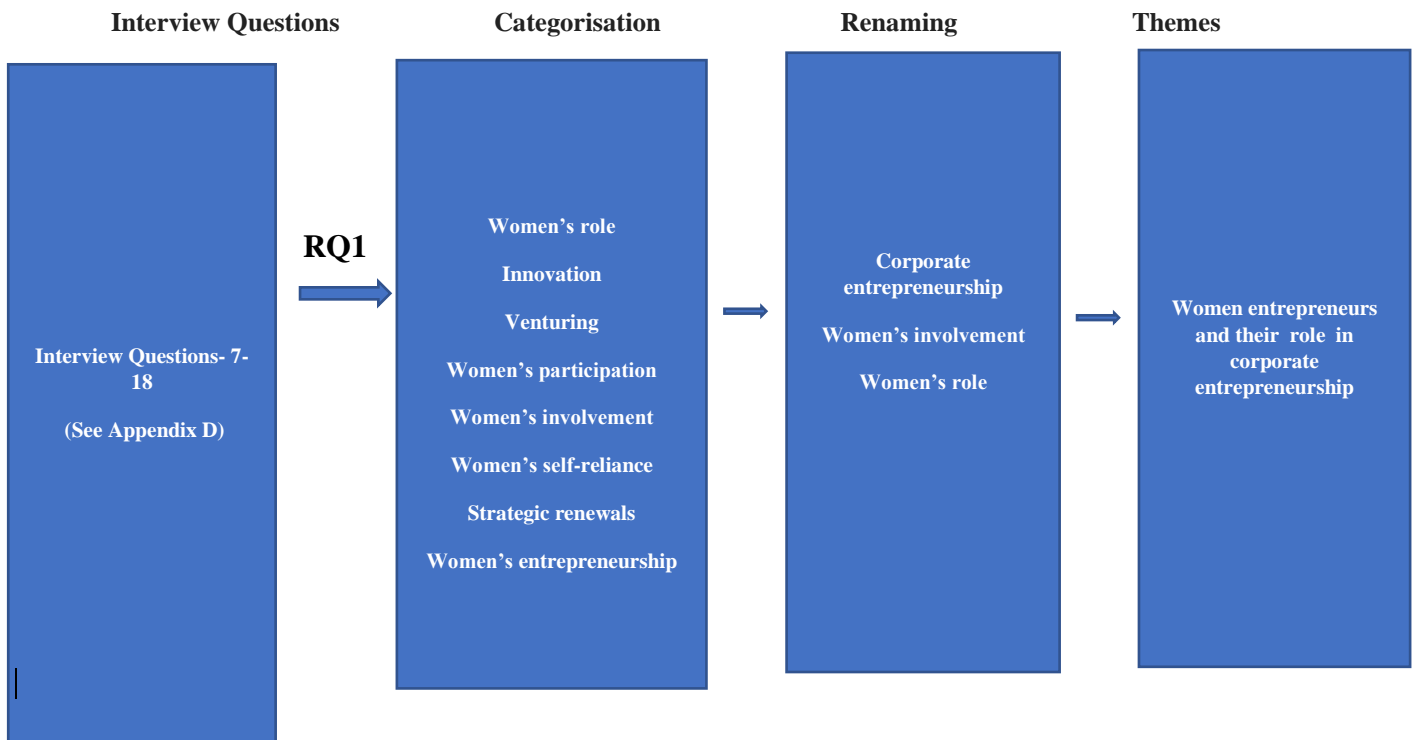 Interview Questions
Categorisation
Renaming
Themes
Interview Questions- 7-
18
(See Appendix D)
RQ1
Women’s role
Innovation
Venturing
Women’s participation
Women’s involvement
Women’s self-reliance
Strategic renewals
Women’s entrepreneurship
Corporate
entrepreneurship
Women’s involvement
Women’s role
Women entrepreneurs
and their role in
corporate
entrepreneurship